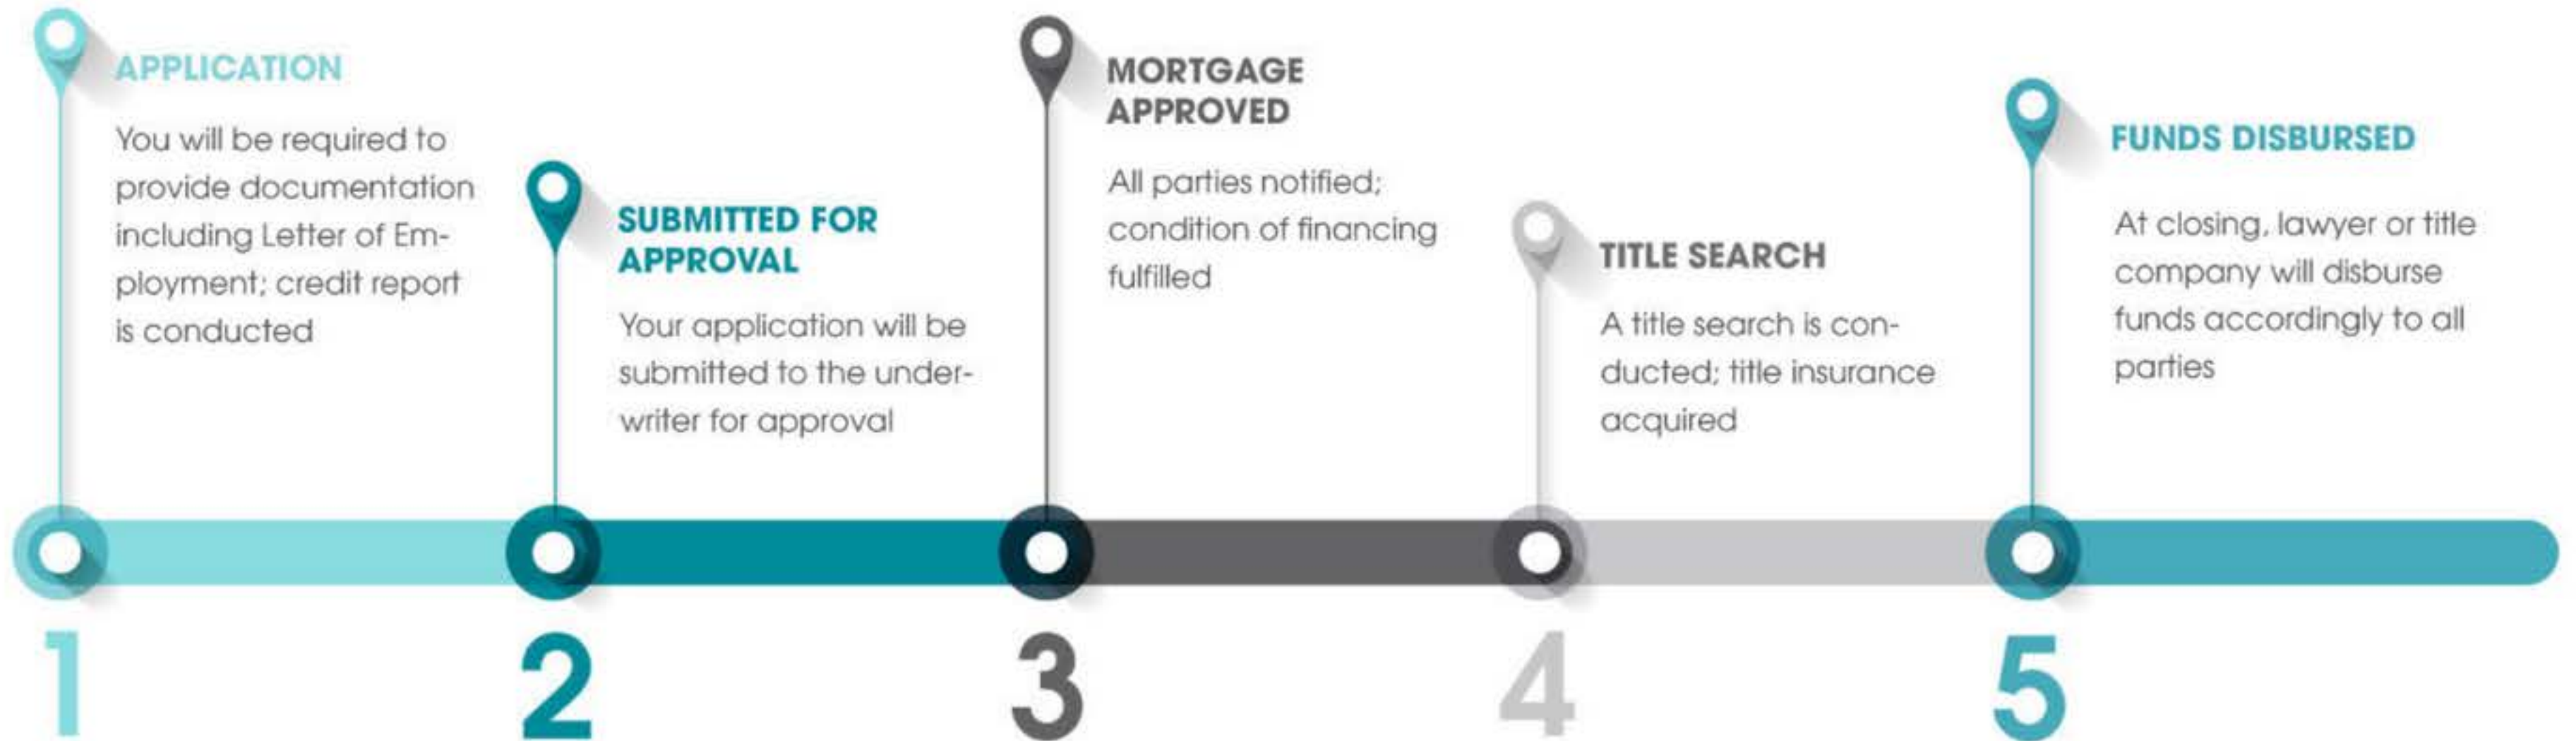 APPLICATION
You will be required to
provide documentation
including Letter of Em-
ployment; credit report
is conducted
SUBMITTED FOR
APPROVAL
Your application will be
submitted to the under-
writer for approval
MORTGAGE
APPROVED
All parties notified;
condition of financing
fulfilled
TITLE SEARCH
A title search is con-
ducted; title insurance
acquired
FUNDS DISBURSED
At closing, lawyer or title
company will disburse
funds accordingly to all
parties
1
2
3
4
5